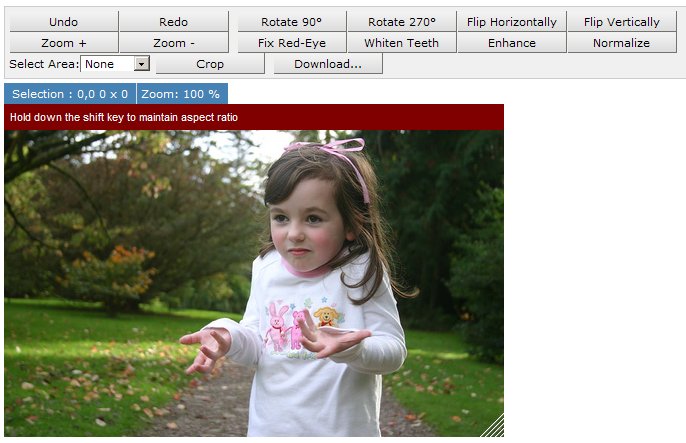 Undo Redo Rotate 90° Rotate 270° Flip Horizontally Flip Vertically
Zoom + Zoom - Fix Red-Eye Whiten Teeth Enhance Normalize
Select Area: None Crop Download...
Selection : 0,0 0 x 0 Zoom: 100 %
Hold down the shift key to maintain aspect ratio